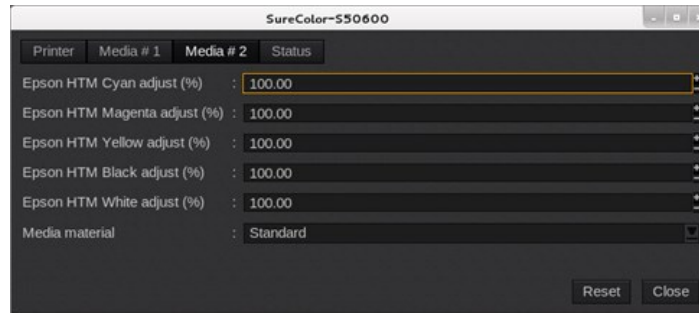 SureColor-S50600
Printer Media # 1 Media # 2 Status
Epson HTM Cyan adjust (%) : 100.00
Epson HTM Magenta adjust (%) : 100.00
Epson HTM Yellow adjust (%) : 100.00
Epson HTM Black adjust (%) : 100.00
Epson HTM White adjust (%) : 100.00
Media material : Standard
Reset Close